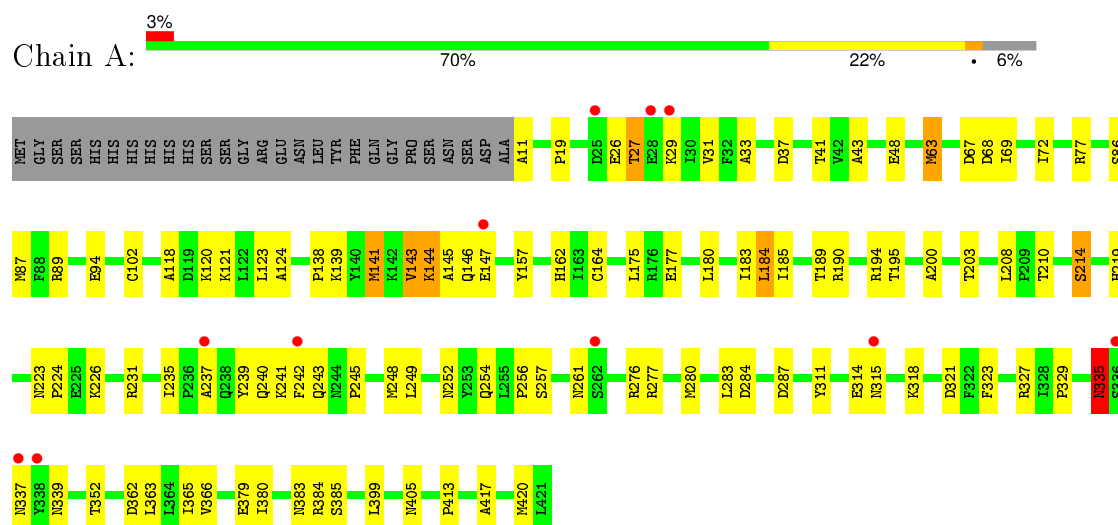 3%
Chain A:
70% 22% • 6%
MET GLY SER SER HIS HIS HIS HIS HIS HIS SER SER GLY ARG GLU ASN LEU TYR PHE GLN GLY PRO SER ASN SER ASP ALA A11 P19 D25 E26 T27 E28 K29 I30 V31 F32 A33 D37 T41 V42 A43 E48 M63 D67 D68 I69 I72 R77 S86
M87 F88 R89 E94 C102 A118 D119 K120 K121 L122 L123 A124 P138 K139 Y140 M141 K142 V143 K144 A145 Q146 E147 Y157 H162 I163 C164 L175 R176 E177 L180 I183 L184 I185 T189 R190 R194 T195 A200 T203 L208 P209 T210 S214
N223 P224 E225 K226 R231 I235 P236 A237 Q238 Y239 Q240 K241 F242 Q243 N244 P245 M248 L249 N252 Y253 Q254 L255 P256 S257 N261 S262 R276 R277 M280 L283 D284 D287 Y311 E314 N315 K318 D321 F322 F323 R327 I328 P329 N335 S336
N337 Y338 N339 T352 D362 L363 L364 I365 V366 E379 I380 N383 R384 S385 L399 N405 P413 A417 M420 L421